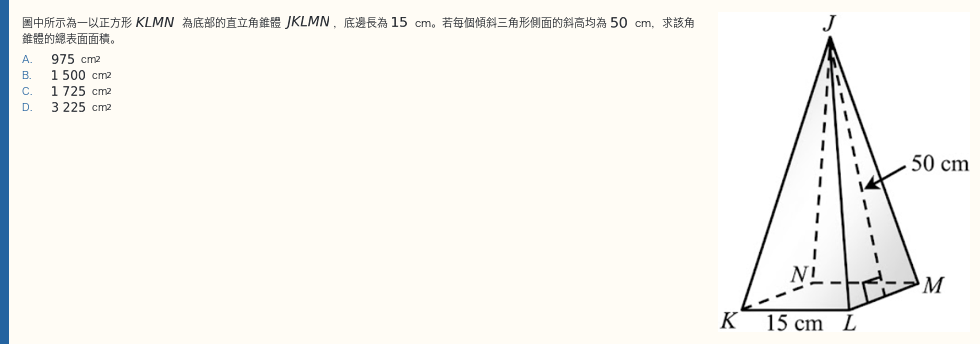 圖中所示為一以正方形 KLMN 為底部的直立角錐體 JKLMN，底邊長為 15 cm。若每個傾斜三角形側面的斜高均為 50 cm，求該角
錐體的總表面面積。
A. 975 cm²
B. 1 500 cm²
C. 1 725 cm²
D. 3 225 cm²
J
50 cm
N
M
K
15 cm
L